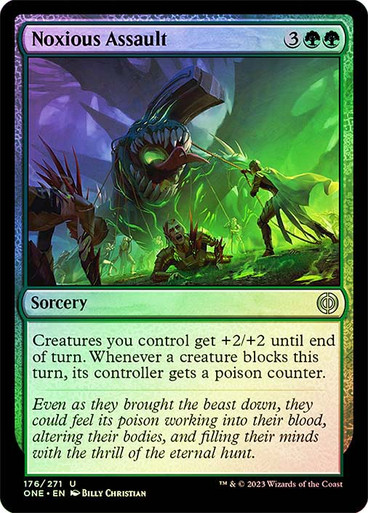 Noxious Assault 3
Sorcery
Creatures you control get +2/+2 until end
of turn. Whenever a creature blocks this
turn, its controller gets a poison counter.
Even as they brought the beast down, they
could feel its poison working into their blood,
altering their bodies, and filling their minds
with the thrill of the eternal hunt.
176/271 U
ONE • EN Billy Christian ™ & © 2023 Wizards of the Coast